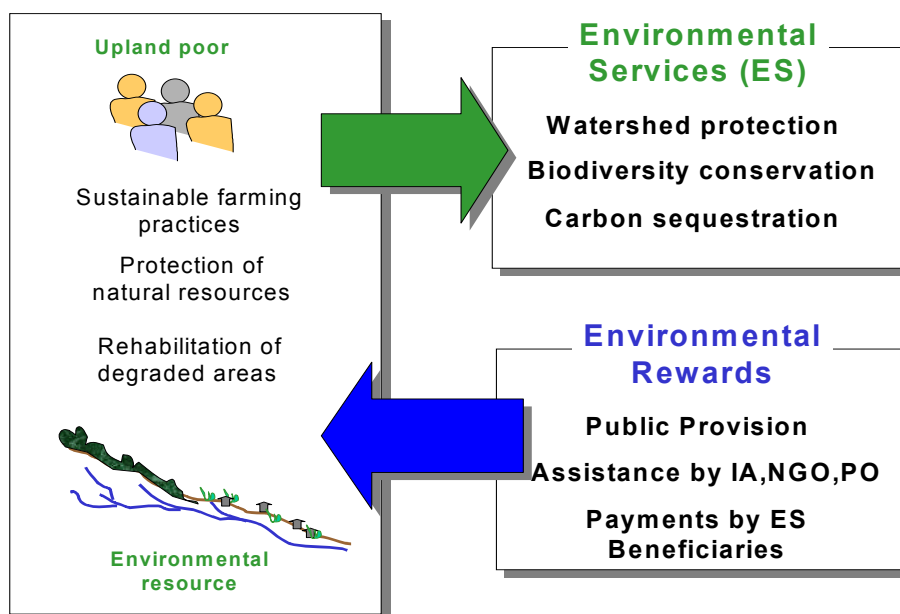 Upland poor
Sustainable farming
practices
Protection of
natural resources
Rehabilitation of
degraded areas
Environmental
resource
Environmental
Services (ES)
Watershed protection
Biodiversity conservation
Carbon sequestration
Environmental
Rewards
Public Provision
Assistance by IA,NGO,PO
Payments by ES
Beneficiaries